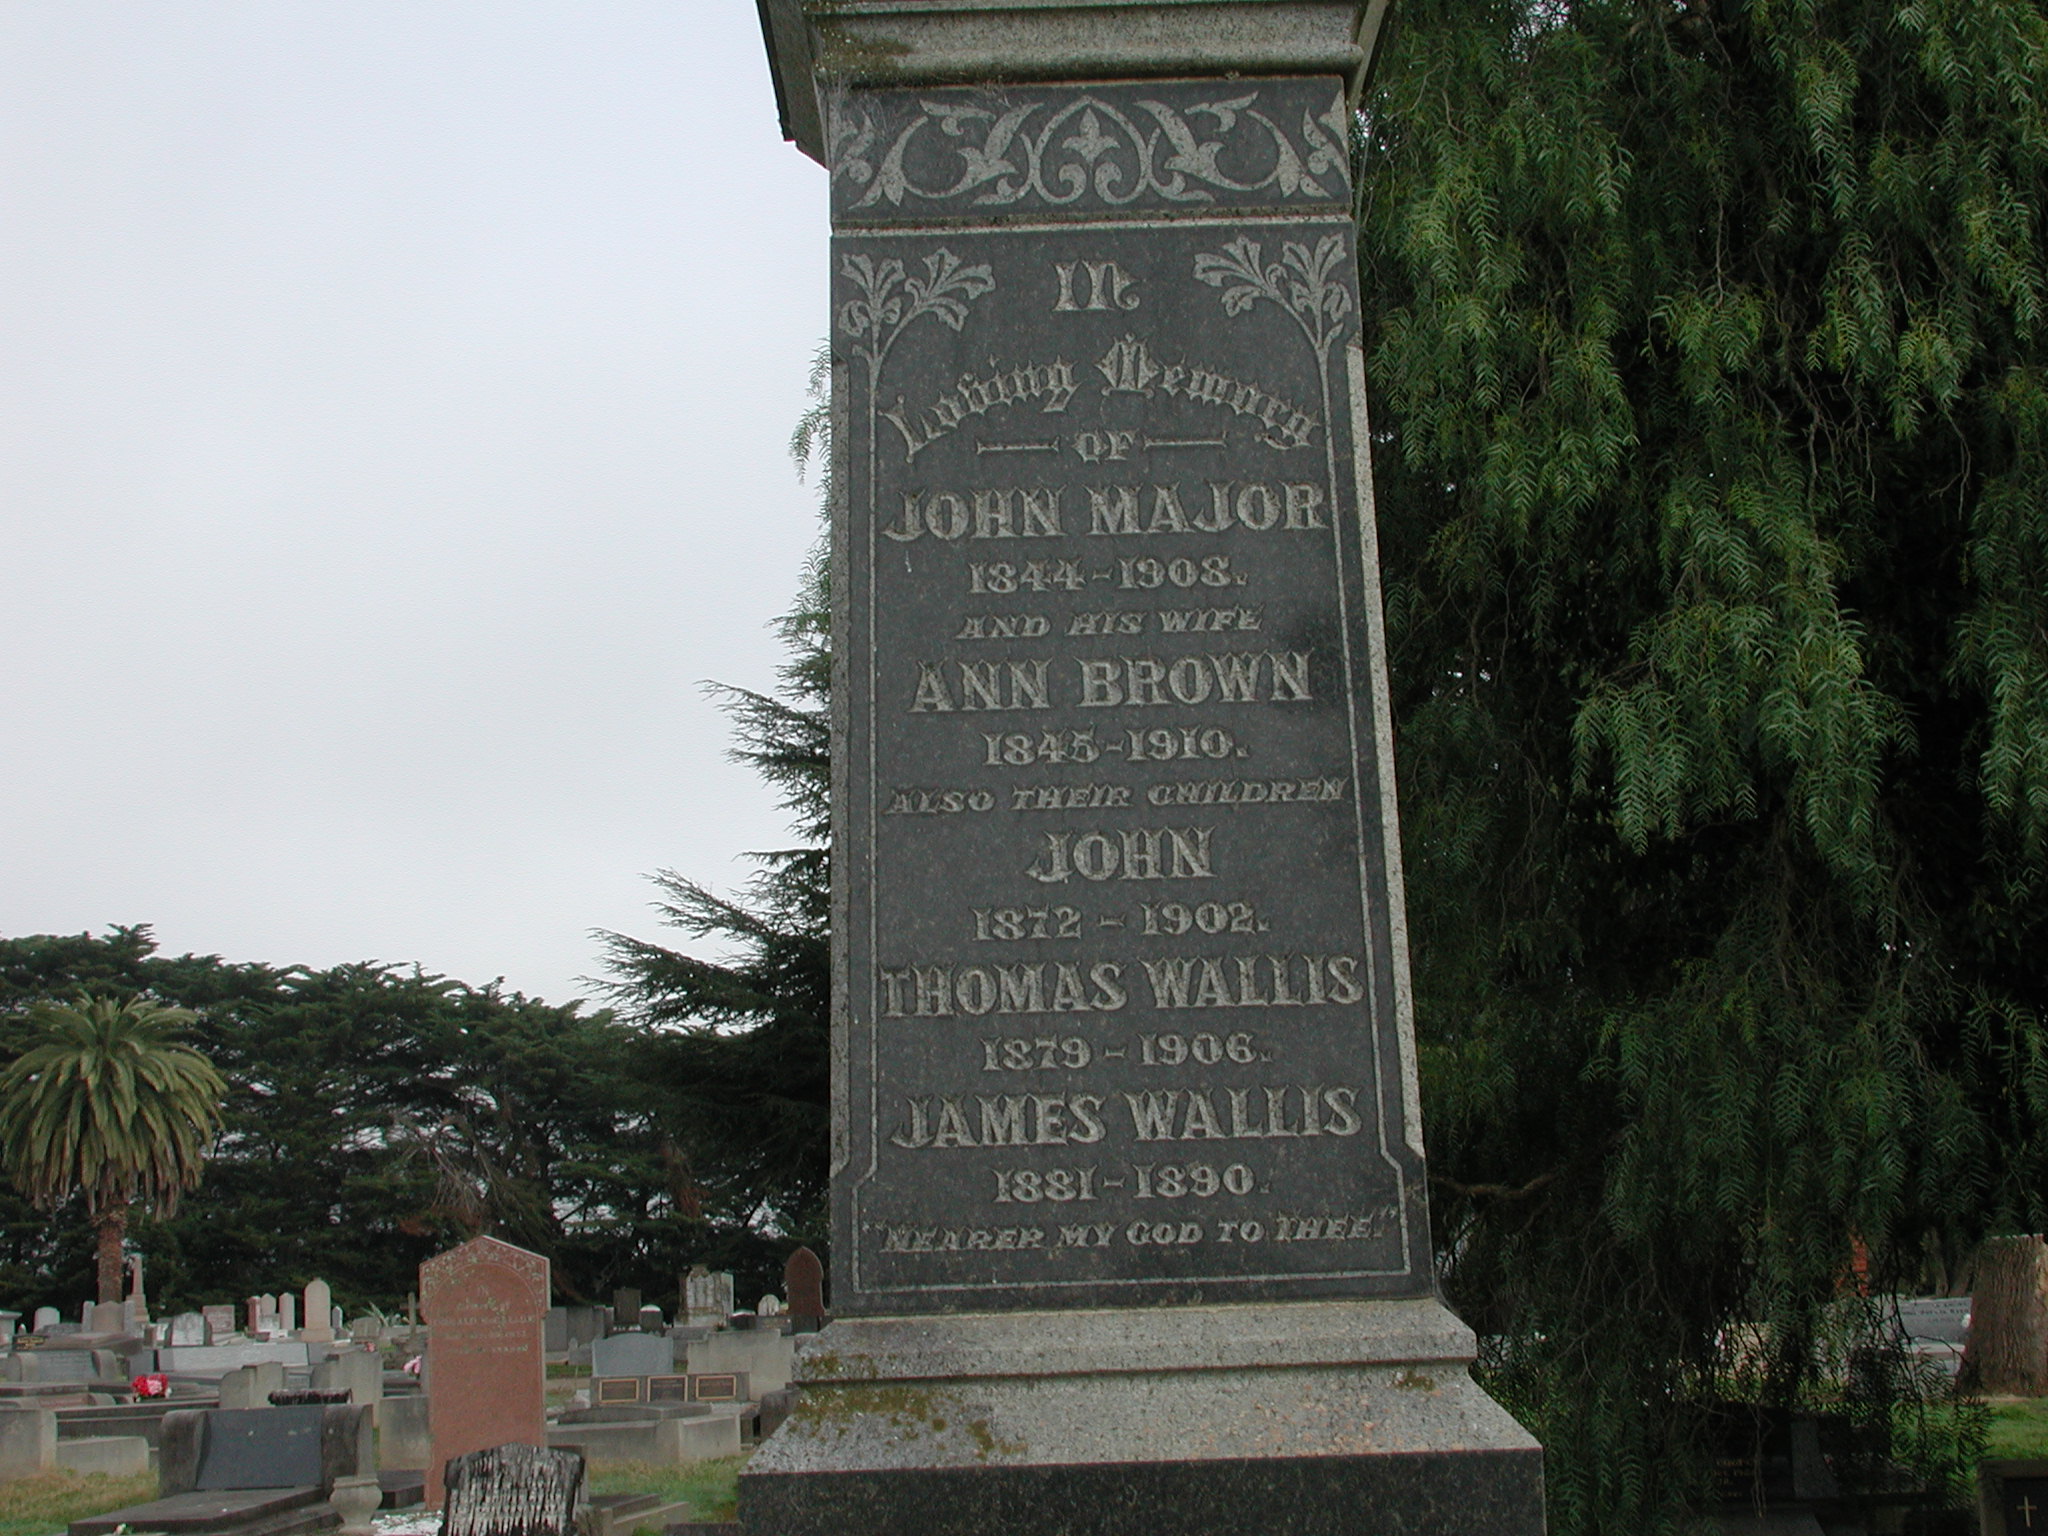 In
Loving Memory
OF
JOHN MAJOR
1844-1908.
AND HIS WIFE
ANN BROWN
1845-1910.
ALSO THEIR CHILDREN
JOHN
1872-1902.
THOMAS WALLIS
1879-1906.
JAMES WALLIS
1881-1890.
"NEARER MY GOD TO THEE."